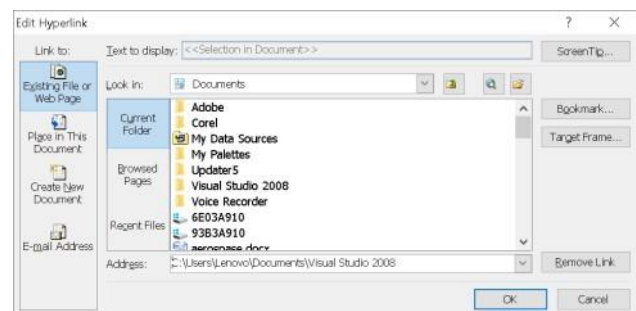 Edit Hyperlink ? ×
Link to: Text to display: <<Selection in Document>> ScreenTip...
Existing File or Web Page
Look in: Documents
Current Folder
Adobe
Corel
My Data Sources
My Palettes
Updater5
Visual Studio 2008
Voice Recorder
6E03A910
93B3A910
aerospase.docx
Bookmark...
Target Frame...
Place in This Document
Browsed Pages
Create New Document
Recent Files
E-mail Address
Address: C:\Users\Lenovo\Documents\Visual Studio 2008 Remove Link
OK Cancel